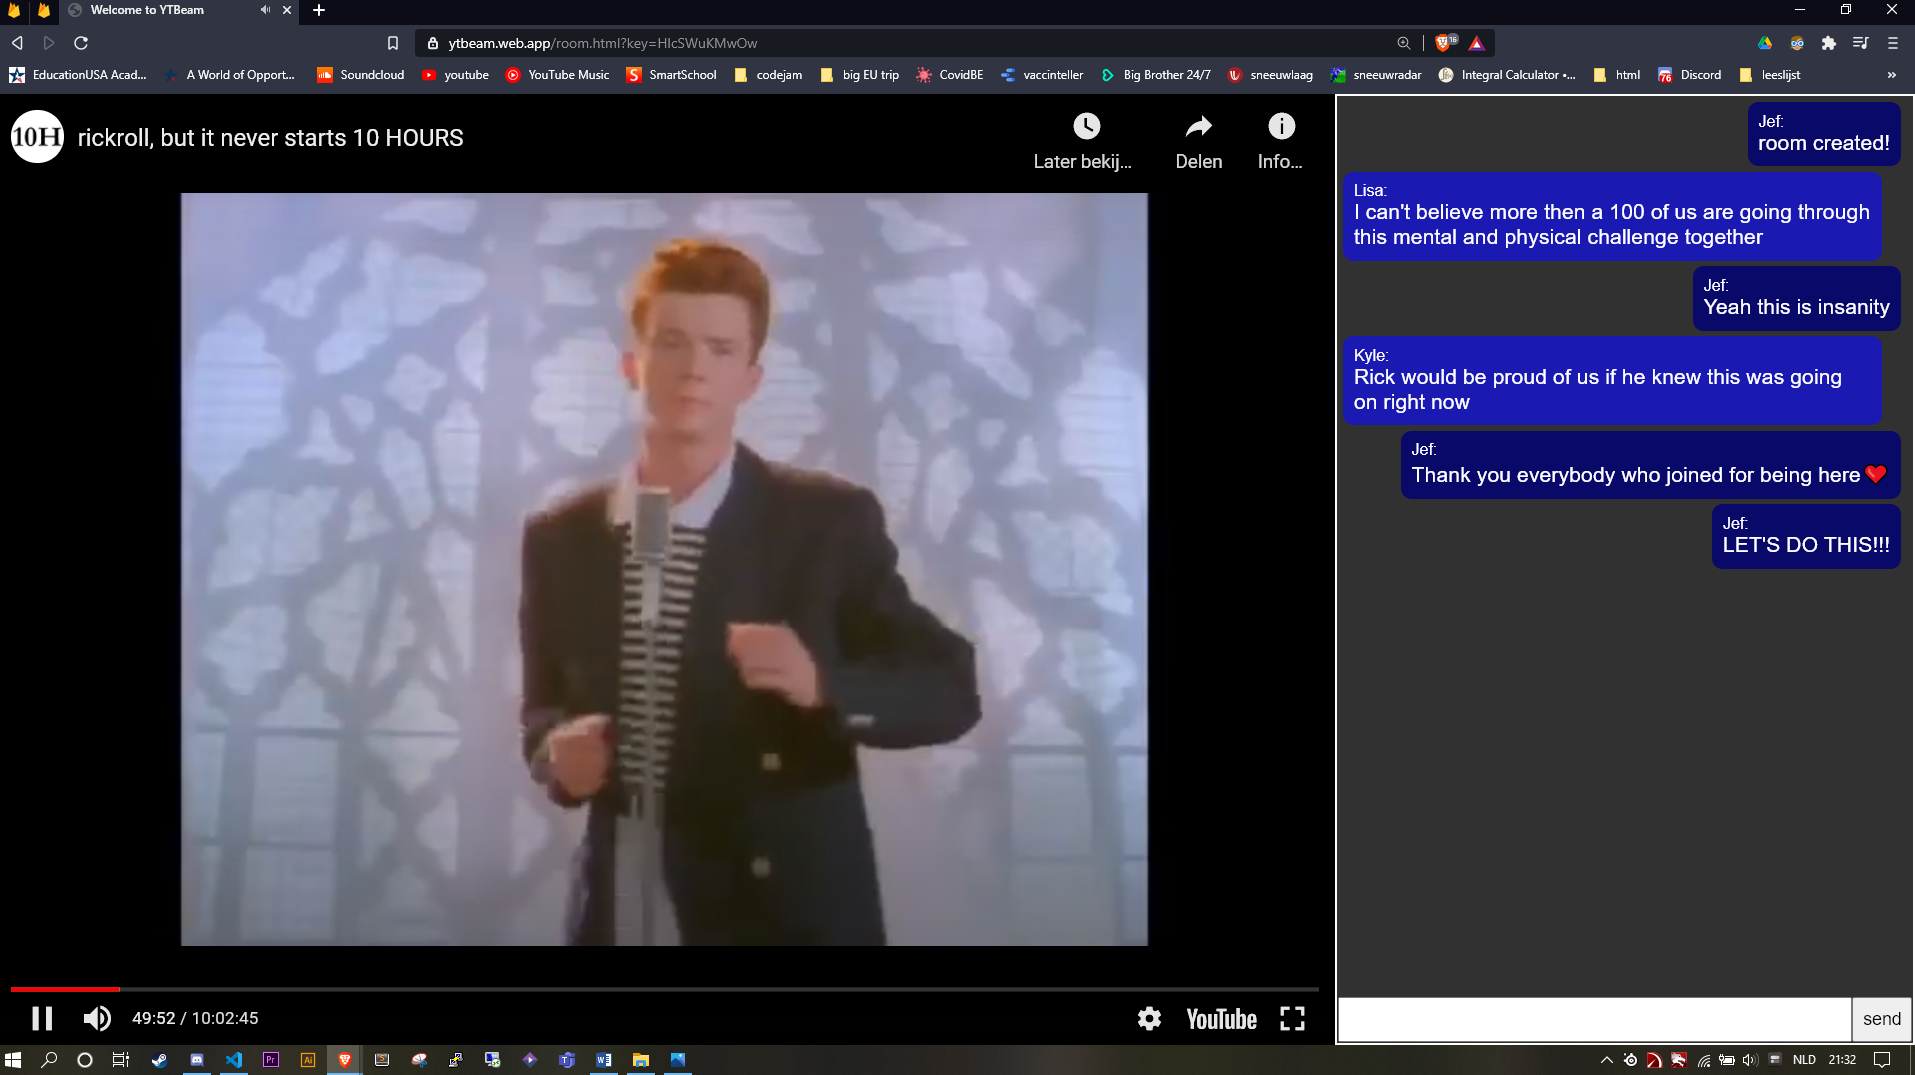 Welcome to YTBeam
ytbeam.web.app/room.html?key=HIcSWuKMwOw
16
EducationUSA Acad...
A World of Opport...
Soundcloud
youtube
YouTube Music
SmartSchool
codejam
big EU trip
CovidBE
vaccinteller
Big Brother 24/7
sneeuwlaag
sneeuwradar
Integral Calculator •...
html
76
Discord
leeslijst
»
10H
rickroll, but it never starts 10 HOURS
Later bekij...
Delen
Info...
Jef:
room created!
Lisa:
I can't believe more then a 100 of us are going through
this mental and physical challenge together
Jef:
Yeah this is insanity
Kyle:
Rick would be proud of us if he knew this was going
on right now
Jef:
Thank you everybody who joined for being here❤️
Jef:
LET'S DO THIS!!!
49:52 / 10:02:45
YouTube
send
Pr
Ai
NLD
21:32